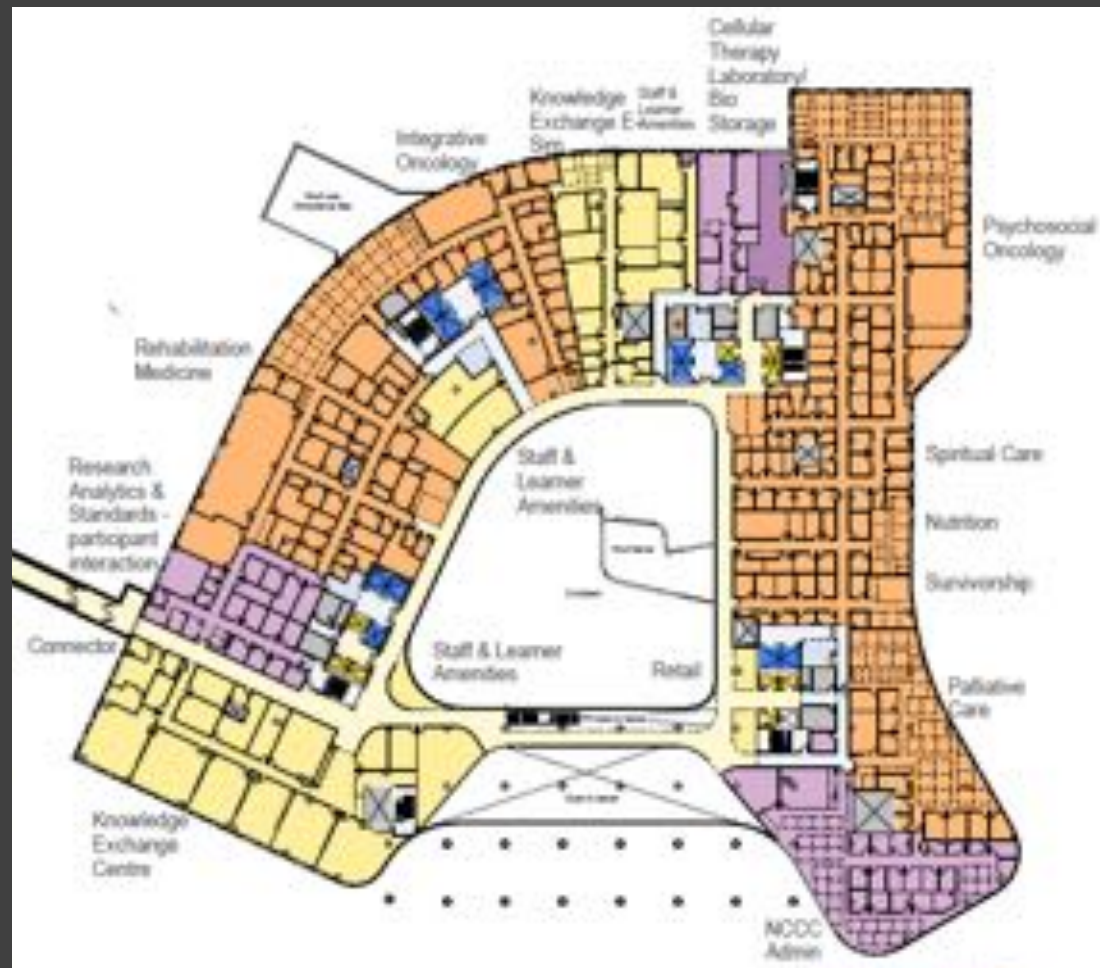 Cellular
Therapy
Laboratory/
Bio
Storage
Staff &
Learner
Amenities
Knowledge
Exchange E-
Sim
Integrative
Oncology
Psychosocial
Oncology
Rehabilitation
Medicine
Staff &
Learner
Amenities
Spiritual Care
Research
Analytics &
Standards -
participant
interaction
Nutrition
Survivorship
Connector
Staff & Learner
Amenities
Retail
Palliative
Care
Knowledge
Exchange
Centre
NCCC
Admin